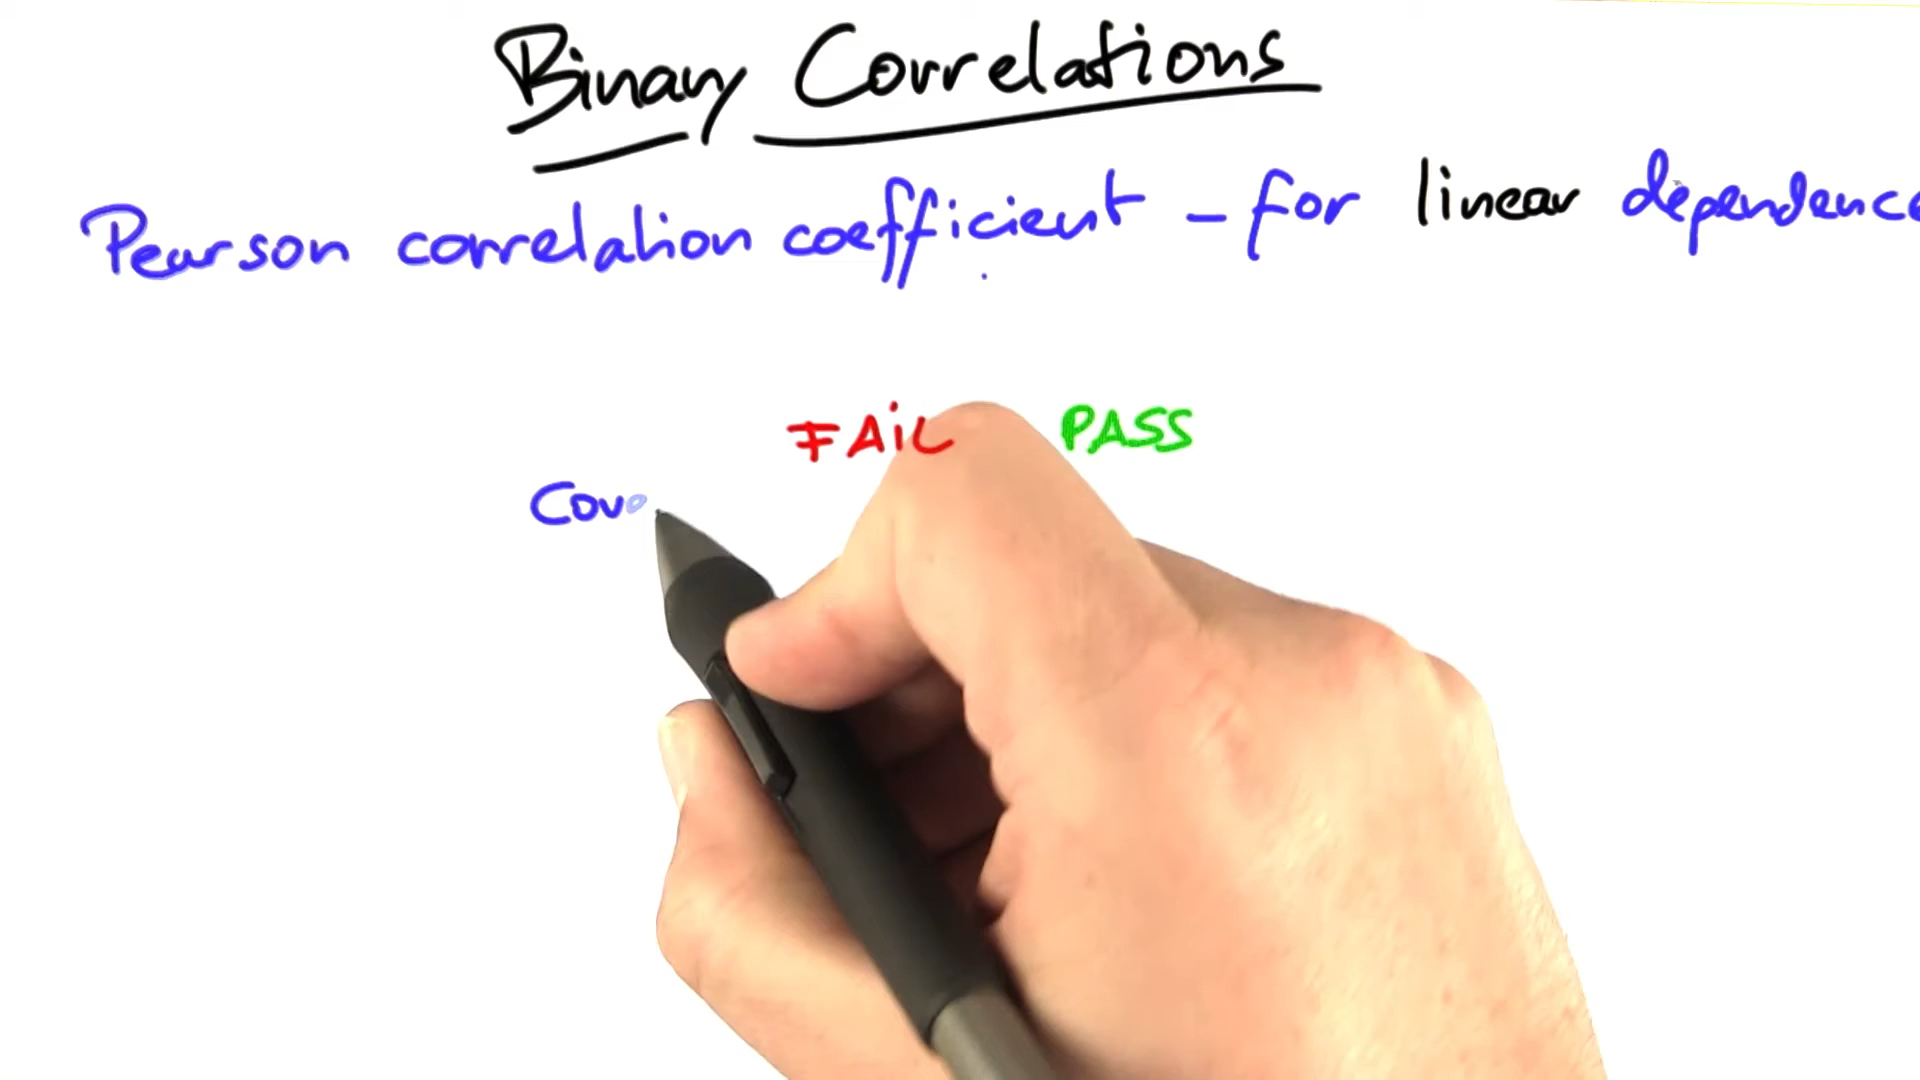 Binary Correlations
Pearson correlation coefficient - for linear dependence
FAiL PASS
Cov